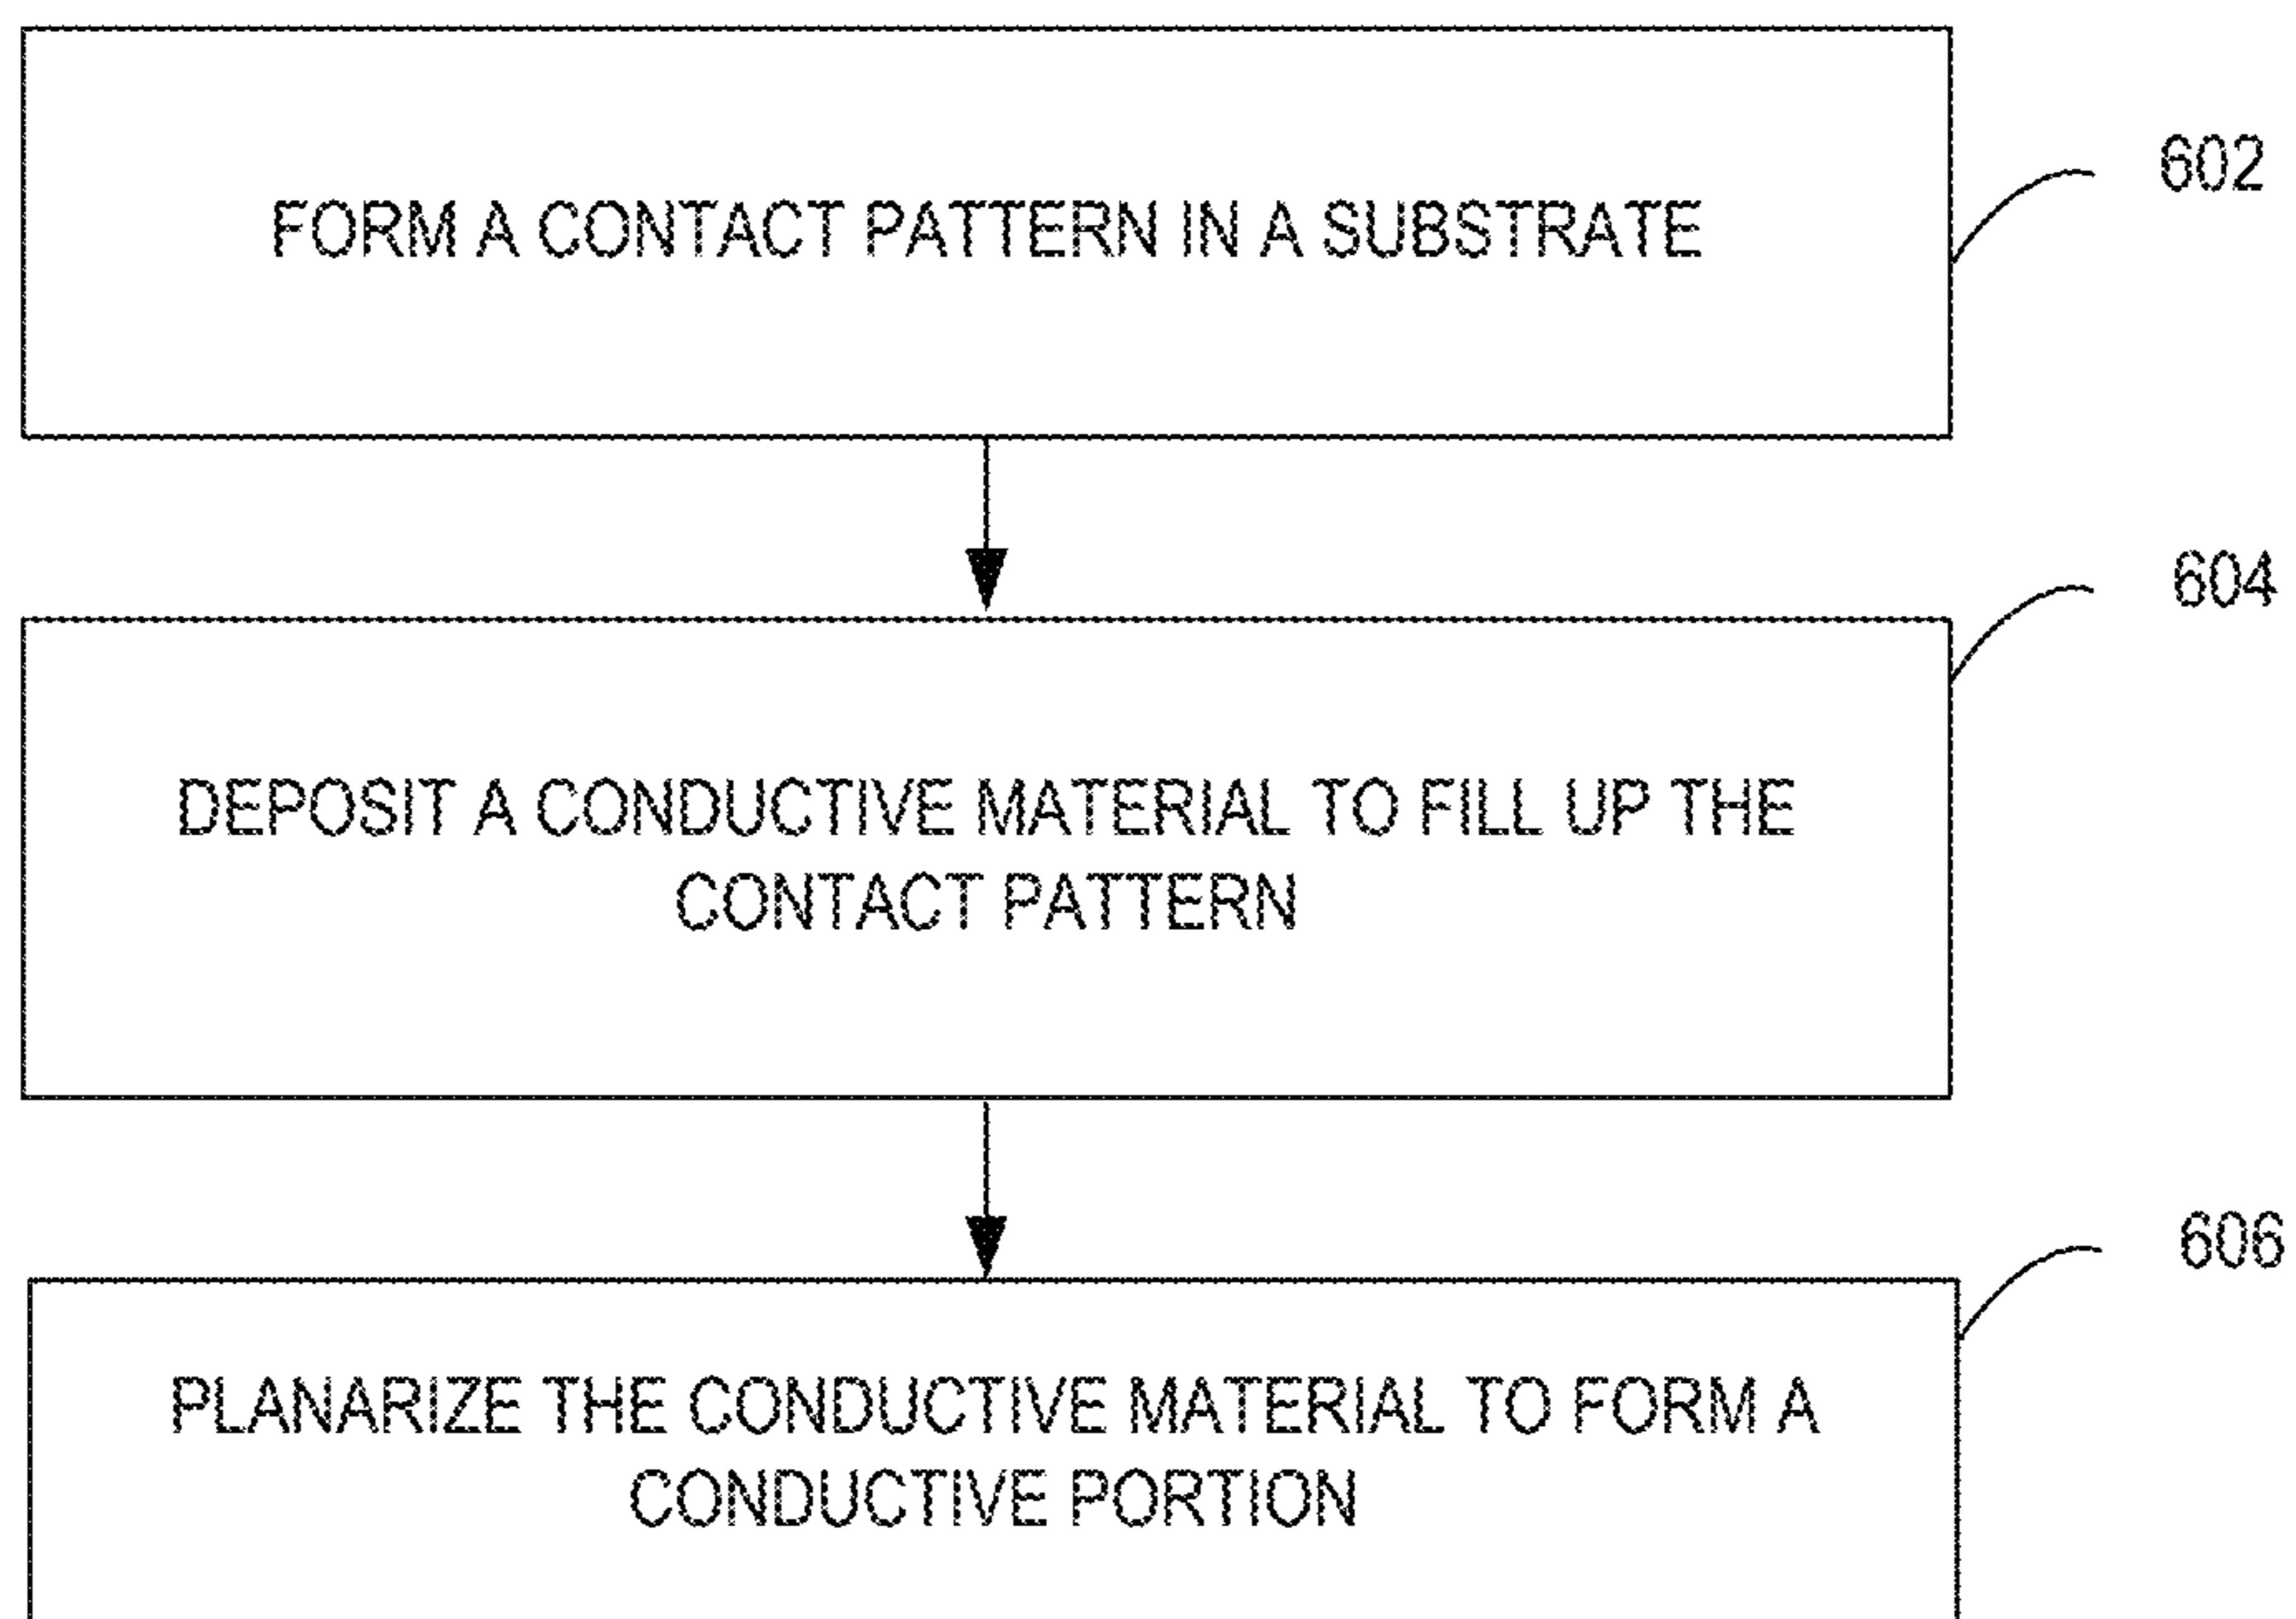 602
FORM A CONTACT PATTERN IN A SUBSTRATE
604
DEPOSIT A CONDUCTIVE MATERIAL TO FILL UP THE
CONTACT PATTERN
606
PLANARIZE THE CONDUCTIVE MATERIAL TO FORM A
CONDUCTIVE PORTION